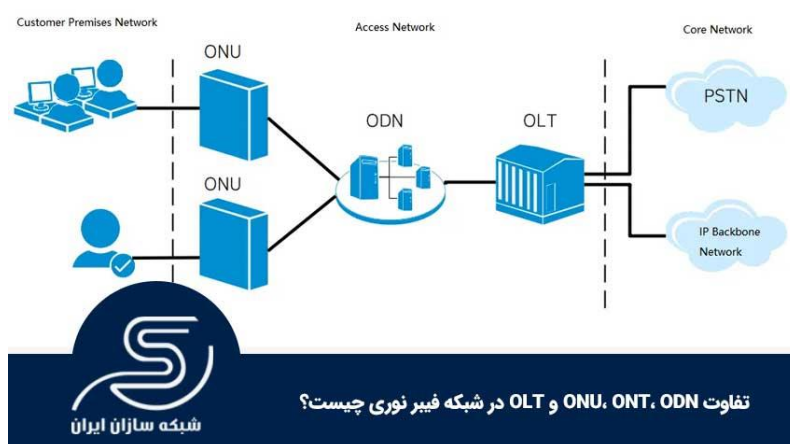 Customer Premises Network
Access Network
Core Network
ONU
ODN
OLT
PSTN
ONU
IP Backbone
Network
تفاوت ONU، ONT، ODN و OLT در شبکه فیبر نوری چیست؟
شبکه سازان ایران